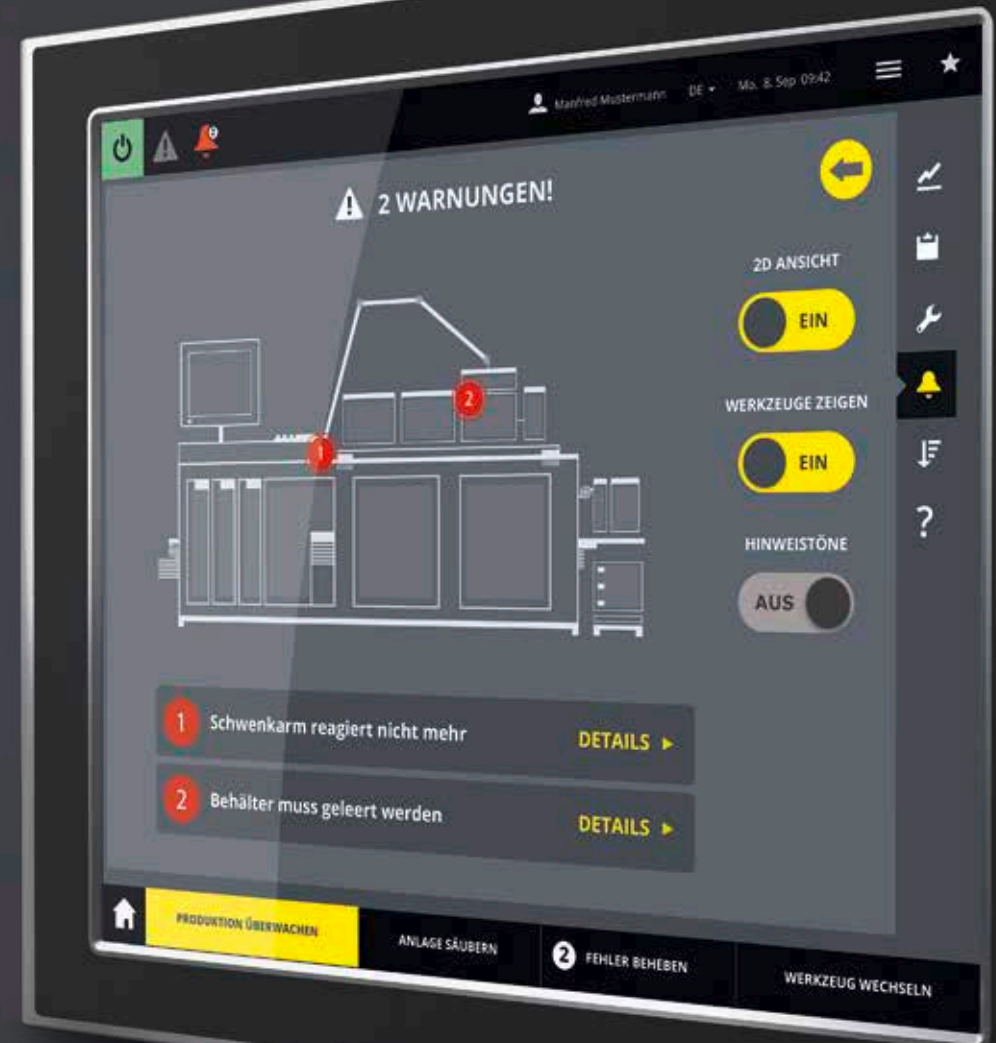 2
Manfred Mustermann DE Mo. 8. Sep 09:42
2 WARNUNGEN!
2D ANSICHT
EIN
WERKZEUGE ZEIGEN
EIN
HINWEISTÖNE
AUS
2
1
1 Schwenkarm reagiert nicht mehr DETAILS
2 Behälter muss geleert werden DETAILS
PRODUKTION ÜBERWACHEN ANLAGE SÄUBERN 2 FEHLER BEHEBEN WERKZEUG WECHSELN